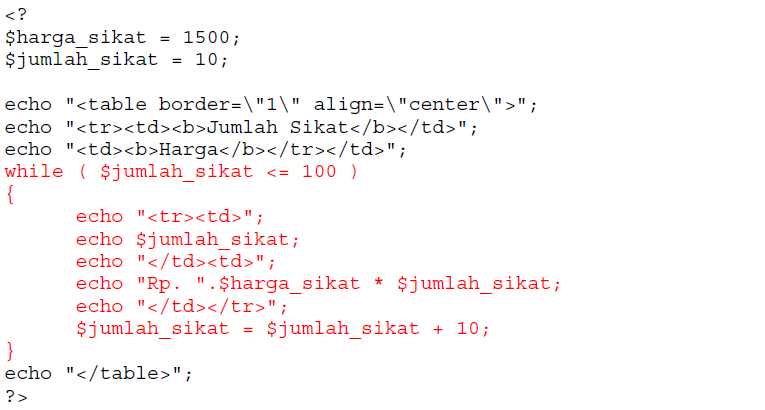 <?
$harga_sikat = 1500;
$jumlah_sikat = 10;

echo "<table border=\"1\" align=\"center\">";
echo "<tr><td><b>Jumlah Sikat</b></td>";
echo "<td><b>Harga</b></tr></td>";
while ( $jumlah_sikat <= 100 )
{
      echo "<tr><td>";
      echo $jumlah_sikat;
      echo "</td><td>";
      echo "Rp. ".$harga_sikat * $jumlah_sikat;
      echo "</td></tr>";
      $jumlah_sikat = $jumlah_sikat + 10;
}
echo "</table>";
?>